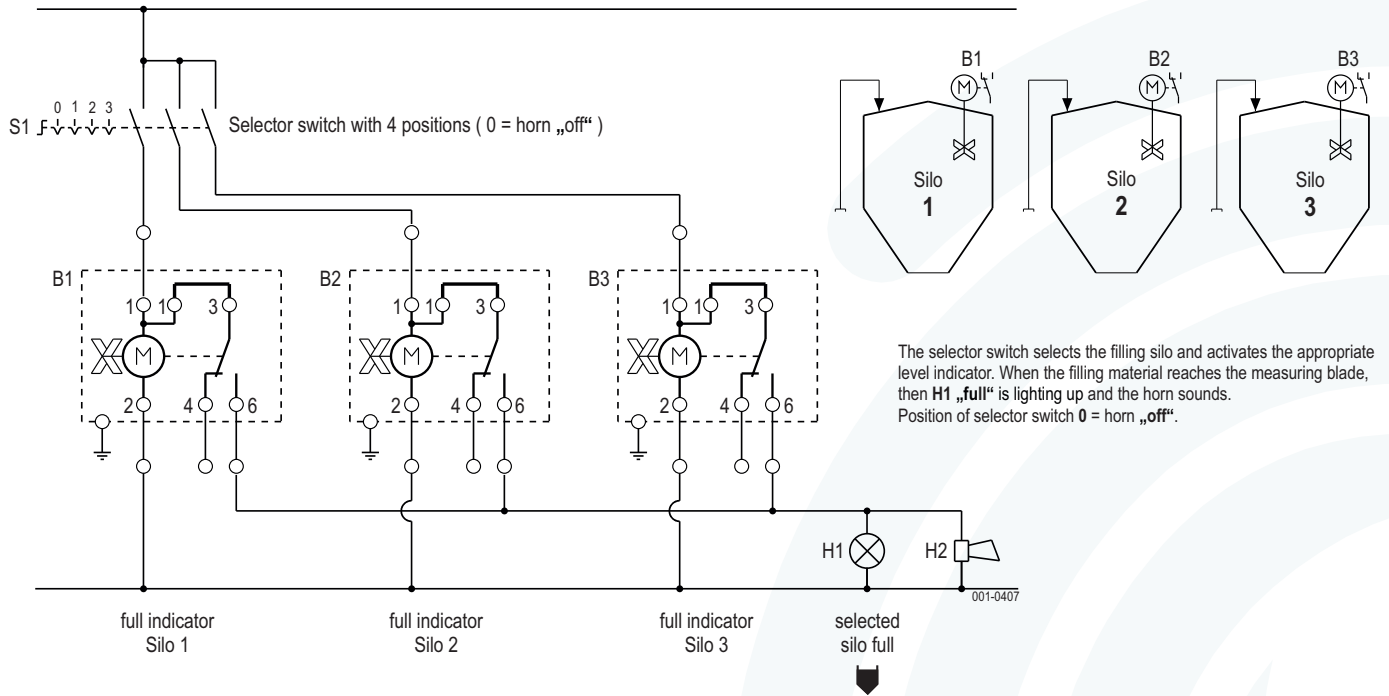 S1
0 1 2 3
Selector switch with 4 positions ( 0 = horn „off“ )
B1
B2
B3
M
M
M
Silo
1
Silo
2
Silo
3
B1
1
1
3
M
2
4
6
B2
1
1
3
M
2
4
6
B3
1
1
3
M
2
4
6
The selector switch selects the filling silo and activates the appropriate
level indicator. When the filling material reaches the measuring blade,
then H1 „full“ is lighting up and the horn sounds.
Position of selector switch 0 = horn „off“.
H1
H2
001-0407
full indicator
Silo 1
full indicator
Silo 2
full indicator
Silo 3
selected
silo full